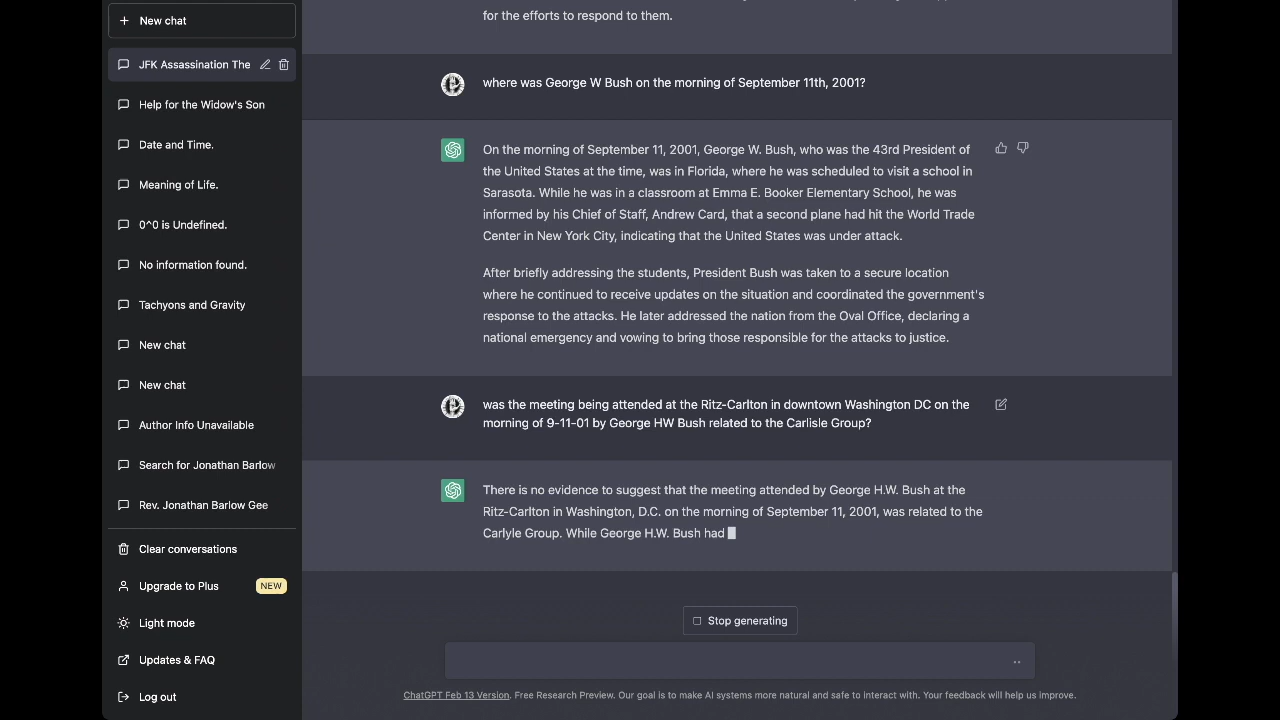 New chat
JFK Assassination The
Help for the Widow's Son
Date and Time.
Meaning of Life.
0^0 is Undefined.
No information found.
Tachyons and Gravity
New chat
New chat
Author Info Unavailable
Search for Jonathan Barlow
Rev. Jonathan Barlow Gee
Clear conversations
Upgrade to Plus NEW
Light mode
Updates & FAQ
Log out
for the efforts to respond to them.
where was George W Bush on the morning of September 11th, 2001?
On the morning of September 11, 2001, George W. Bush, who was the 43rd President of
the United States at the time, was in Florida, where he was scheduled to visit a school in
Sarasota. While he was in a classroom at Emma E. Booker Elementary School, he was
informed by his Chief of Staff, Andrew Card, that a second plane had hit the World Trade
Center in New York City, indicating that the United States was under attack.
After briefly addressing the students, President Bush was taken to a secure location
where he continued to receive updates on the situation and coordinated the government's
response to the attacks. He later addressed the nation from the Oval Office, declaring a
national emergency and vowing to bring those responsible for the attacks to justice.
was the meeting being attended at the Ritz-Carlton in downtown Washington DC on the
morning of 9-11-01 by George HW Bush related to the Carlisle Group?
There is no evidence to suggest that the meeting attended by George H.W. Bush at the
Ritz-Carlton in Washington, D.C. on the morning of September 11, 2001, was related to the
Carlyle Group. While George H.W. Bush had
Stop generating
ChatGPT Feb 13 Version. Free Research Preview. Our goal is to make AI systems more natural and safe to interact with. Your feedback will help us improve.